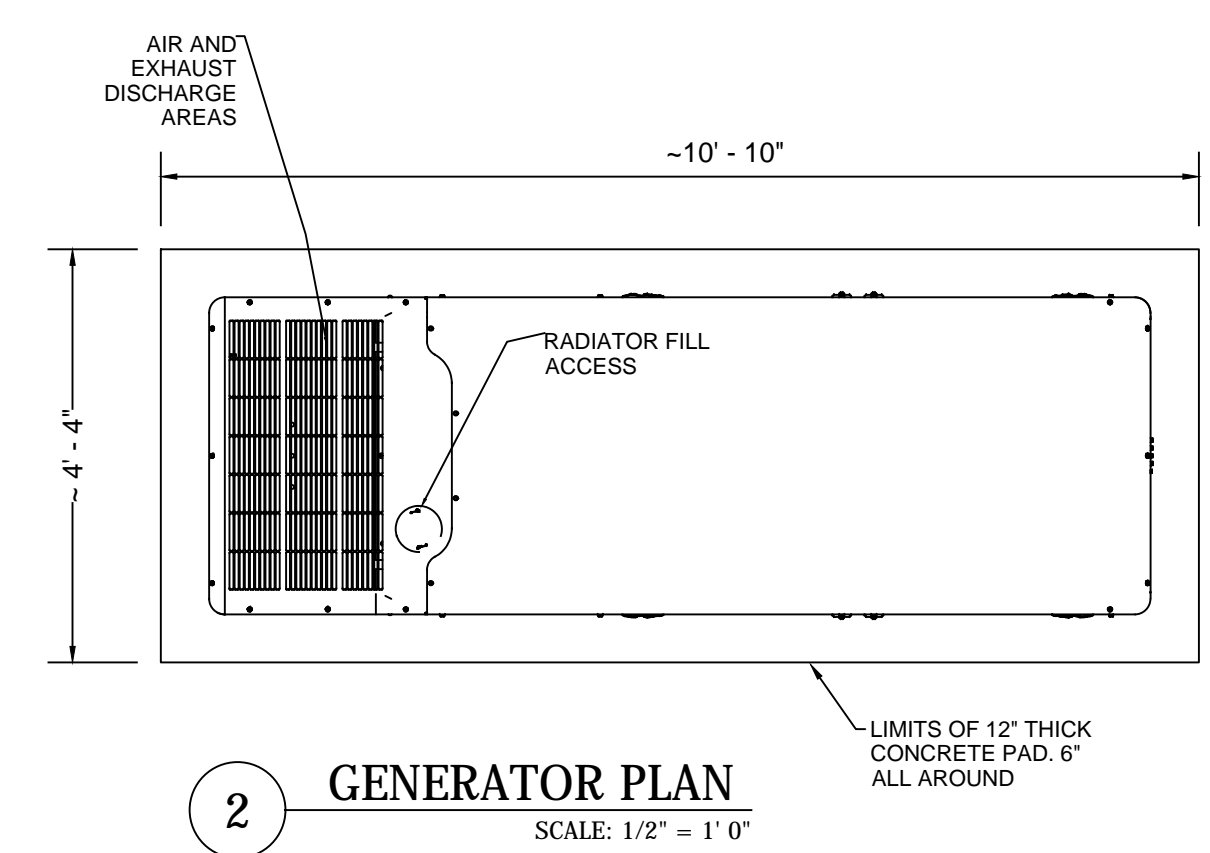 AIR AND
EXHAUST
DISCHARGE
AREAS
~10' - 10"
~ 4' - 4"
RADIATOR FILL
ACCESS
LIMITS OF 12" THICK
CONCRETE PAD. 6"
ALL AROUND
2
GENERATOR PLAN
SCALE: 1/2" = 1' 0"